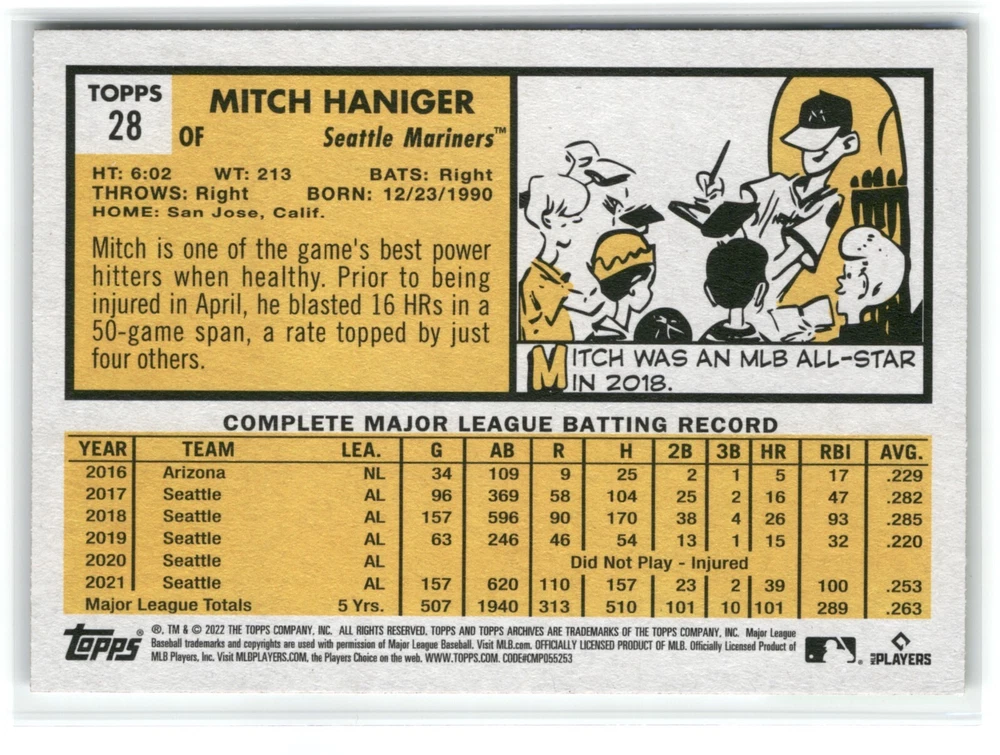 TOPPS
28
MITCH HANIGER
OF Seattle Mariners™
HT: 6:02 WT: 213 BATS: Right
THROWS: Right BORN: 12/23/1990
HOME: San Jose, Calif.
Mitch is one of the game's best power
hitters when healthy. Prior to being
injured in April, he blasted 16 HRs in a
50-game span, a rate topped by just
four others.
M
MITCH WAS AN MLB ALL-STAR
IN 2018.
COMPLETE MAJOR LEAGUE BATTING RECORD
YEAR TEAM LEA. G AB R H 2B 3B HR RBI AVG.
2016 Arizona NL 34 109 9 25 2 1 5 17 .229
2017 Seattle AL 96 369 58 104 25 2 16 47 .282
2018 Seattle AL 157 596 90 170 38 4 26 93 .285
2019 Seattle AL 63 246 46 54 13 1 15 32 .220
2020 Seattle AL Did Not Play - Injured
2021 Seattle AL 157 620 110 157 23 2 39 100 .253
Major League Totals 5 Yrs. 507 1940 313 510 101 10 101 289 .263
topps®
®, TM & © 2022 THE TOPPS COMPANY, INC. ALL RIGHTS RESERVED. TOPPS AND TOPPS ARCHIVES ARE TRADEMARKS OF THE TOPPS COMPANY, INC. Major League
Baseball trademarks and copyrights are used with permission of Major League Baseball. Visit MLB.com. OFFICIALLY LICENSED PRODUCT OF MLB. Officially Licensed Product of
MLB Players, Inc. Visit MLBPLAYERS.COM, the Players Choice on the web. WWW.TOPPS.COM. CODE#CMP055253
MLB PLAYERS